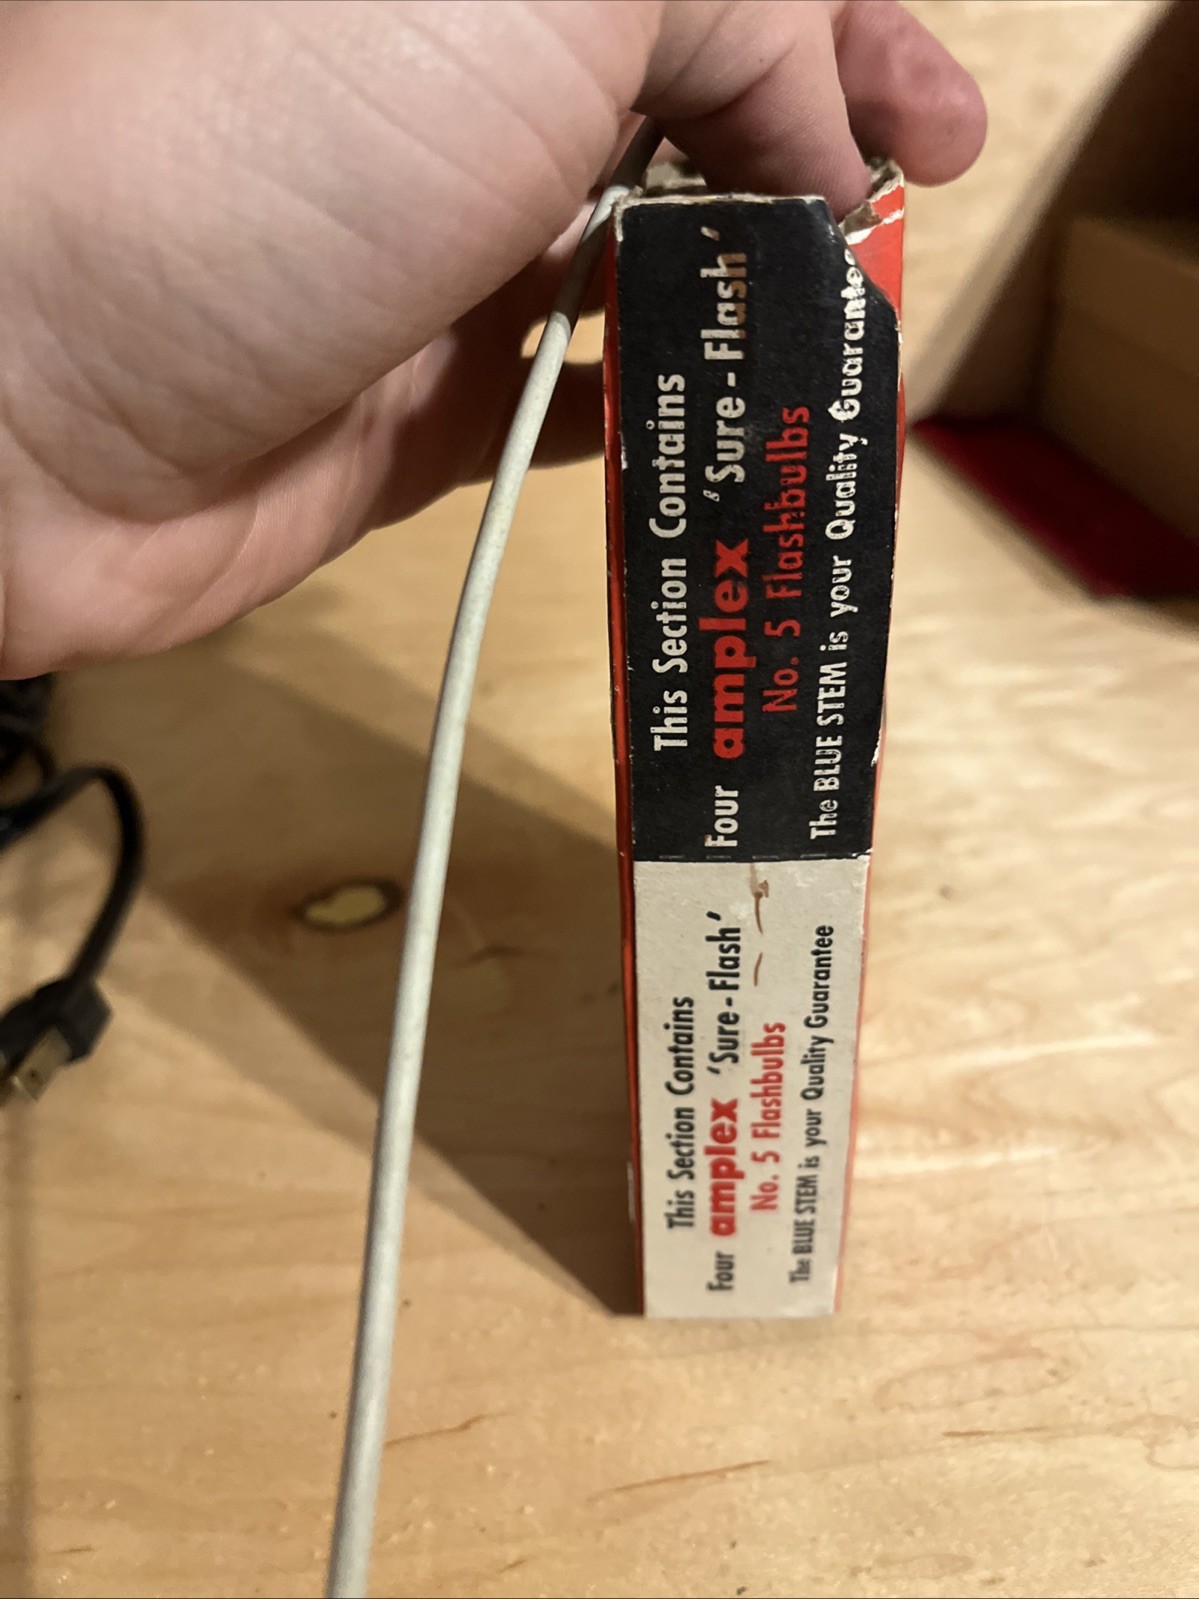 This Section Contains
Four amplex 'Sure-Flash'
No. 5 Flashbulbs
The BLUE STEM is your Quality Guarantee
This Section Contains
Four amplex 'Sure-Flash'
No. 5 Flashbulbs
The BLUE STEM is your Quality Guarantee